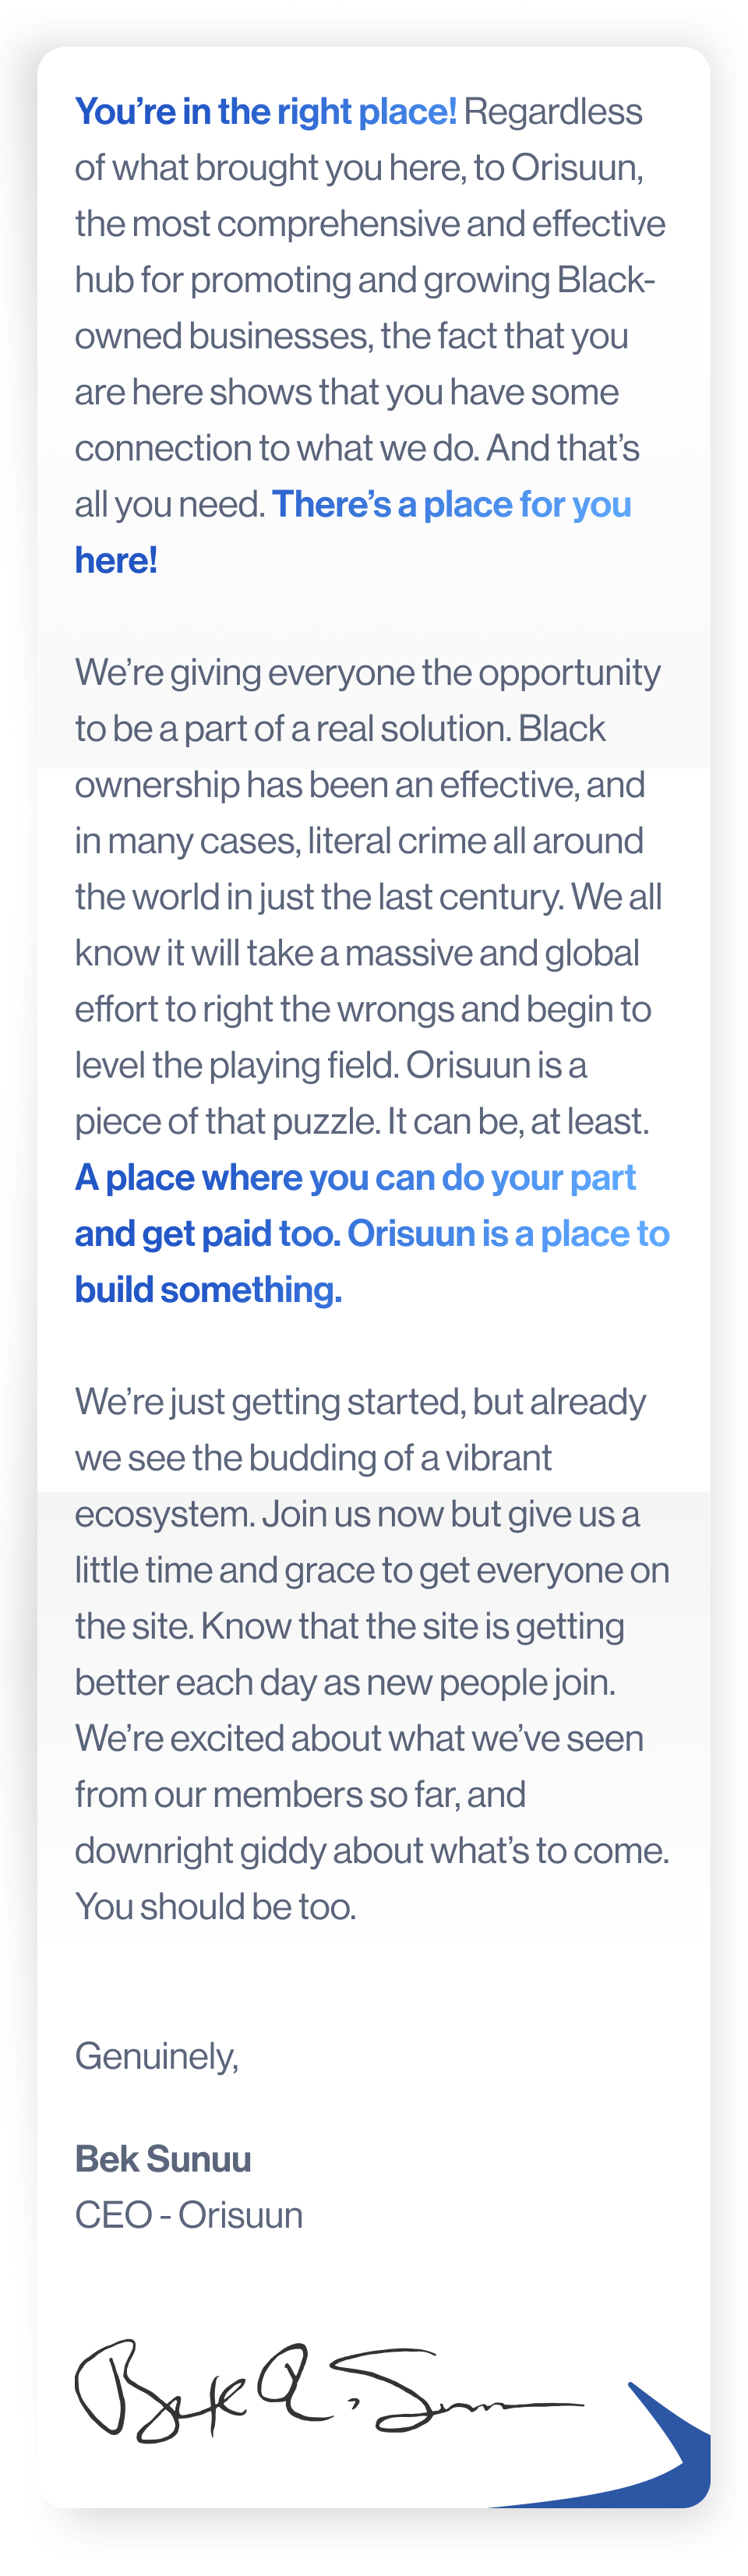 You're in the right place! Regardless
of what brought you here, to Orisuun,
the most comprehensive and effective
hub for promoting and growing Black-
owned businesses, the fact that you
are here shows that you have some
connection to what we do. And that's
all you need. There's a place for you
here!
We're giving everyone the opportunity
to be a part of a real solution. Black
ownership has been an effective, and
in many cases, literal crime all around
the world in just the last century. We all
know it will take a massive and global
effort to right the wrongs and begin to
level the playing field. Orisuun is a
piece of that puzzle. It can be, at least.
A place where you can do your part
and get paid too. Orisuun is a place to
build something.
We're just getting started, but already
we see the budding of a vibrant
ecosystem. Join us now but give us a
little time and grace to get everyone on
the site. Know that the site is getting
better each day as new people join.
We're excited about what we've seen
from our members so far, and
downright giddy about what's to come.
You should be too.
Genuinely,
Bek Sunuu
CEO - Orisuun